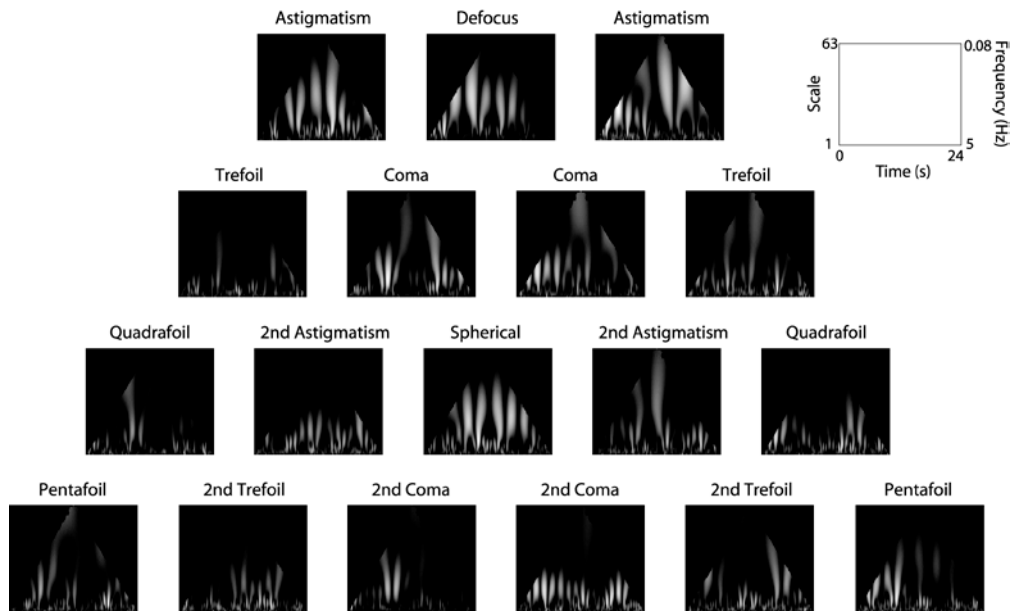 Astigmatism Defocus Astigmatism
63 0.08
Scale
Frequency (Hz)
1 5
0 24
Time (s)
Trefoil Coma Coma Trefoil
Quadrafoil 2nd Astigmatism Spherical 2nd Astigmatism Quadrafoil
Pentafoil 2nd Trefoil 2nd Coma 2nd Coma 2nd Trefoil Pentafoil